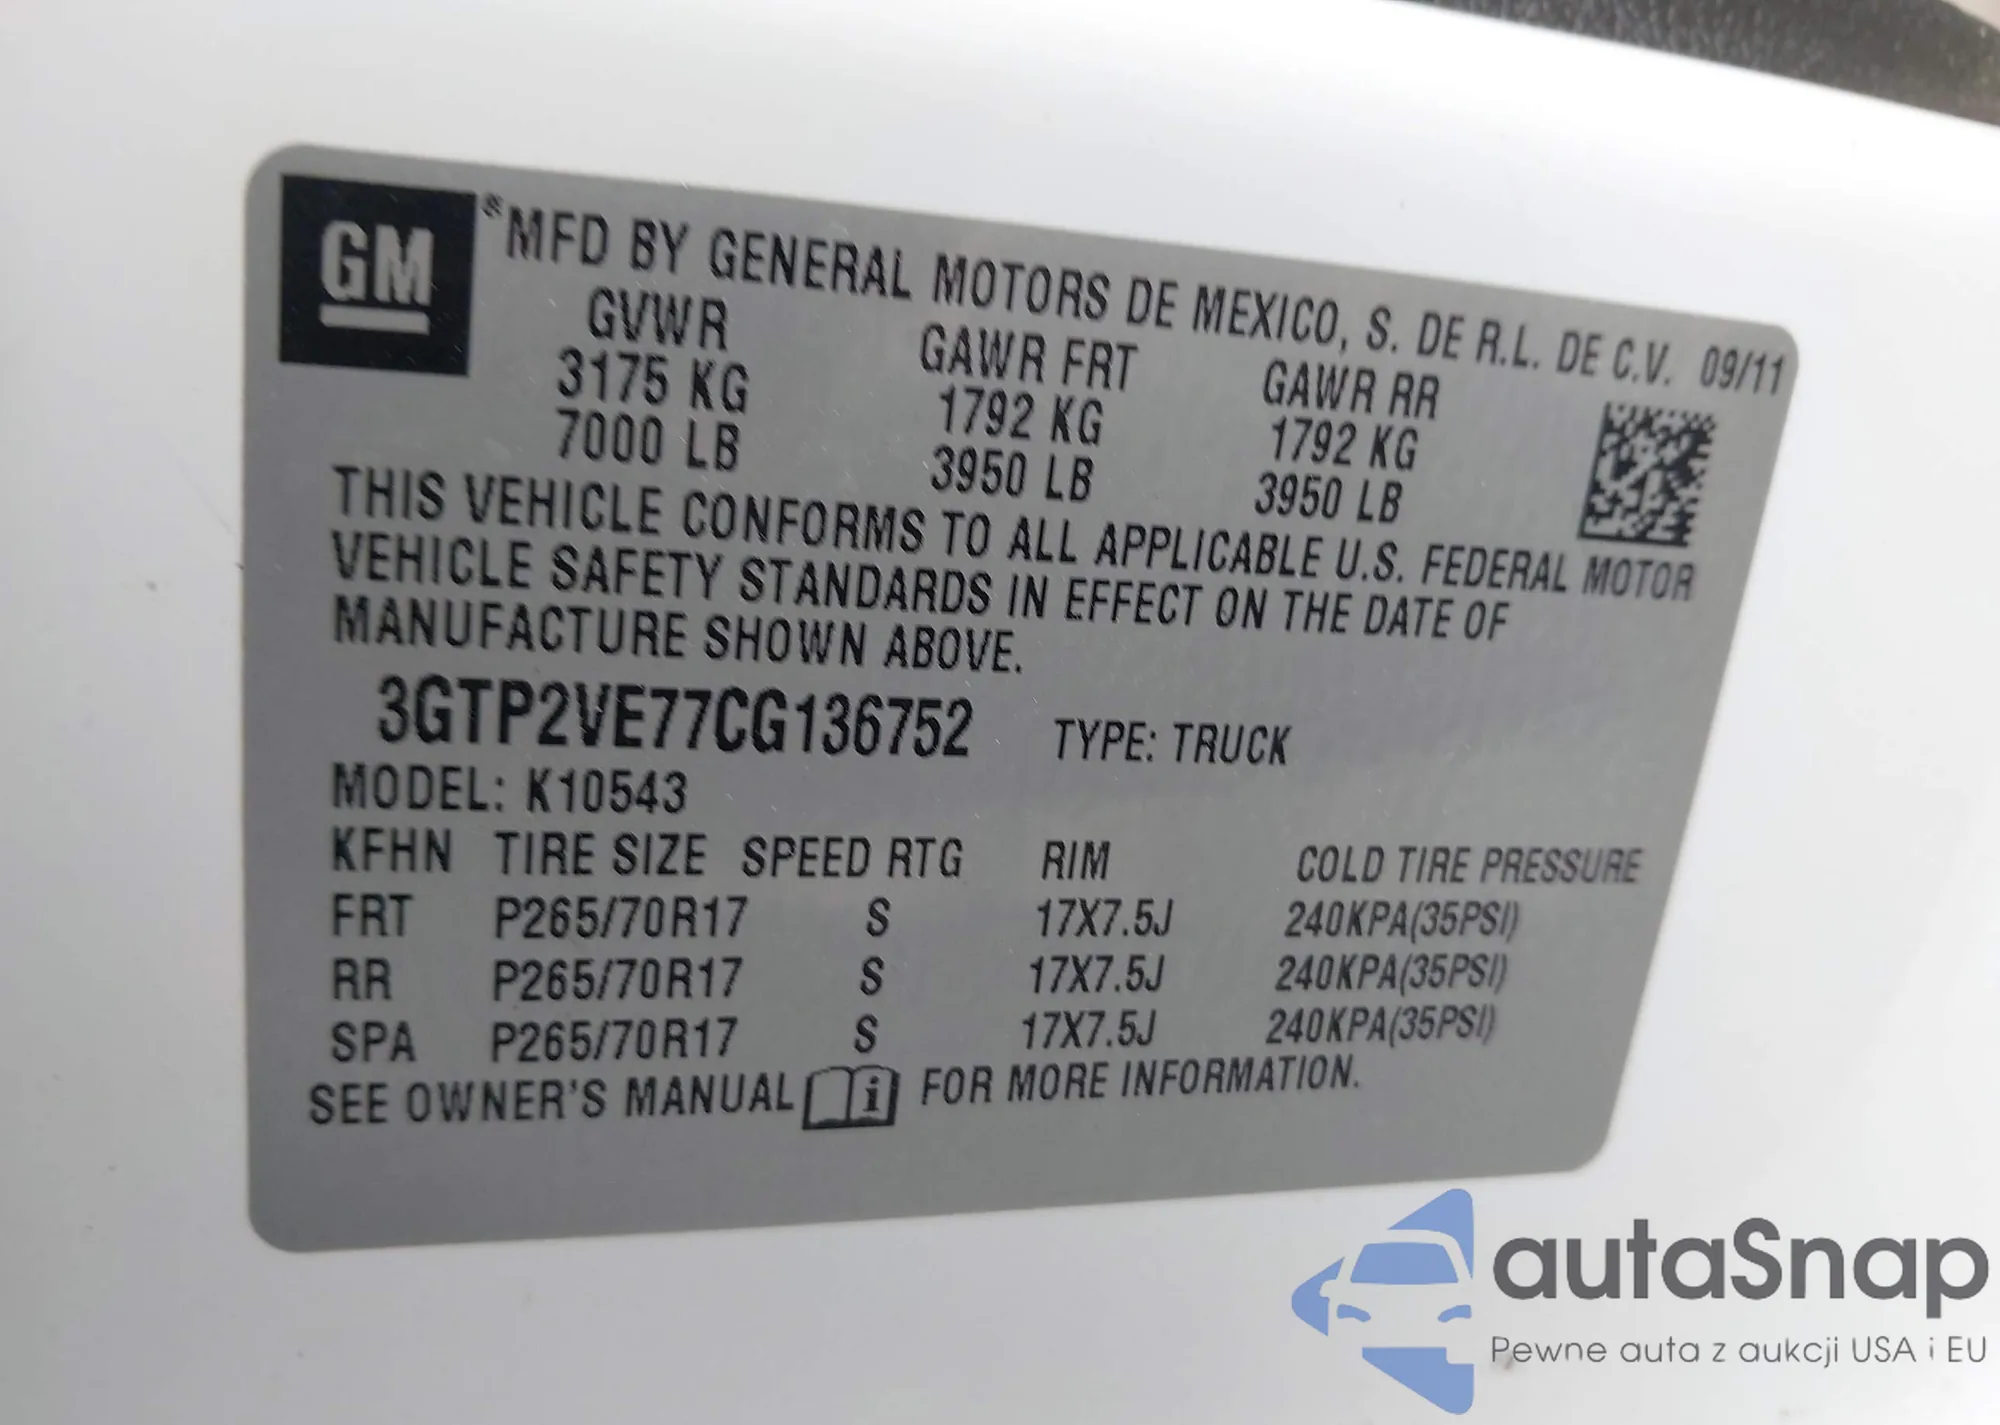 GM ® MFD BY GENERAL MOTORS DE MEXICO, S. DE R.L. DE C.V. 09/11
GVWR GAWR FRT GAWR RR
3175 KG 1792 KG 1792 KG
7000 LB 3950 LB 3950 LB
THIS VEHICLE CONFORMS TO ALL APPLICABLE U.S. FEDERAL MOTOR
VEHICLE SAFETY STANDARDS IN EFFECT ON THE DATE OF
MANUFACTURE SHOWN ABOVE.
3GTP2VE77CG136752 TYPE: TRUCK
MODEL: K10543
KFHN TIRE SIZE SPEED RTG RIM COLD TIRE PRESSURE
FRT P265/70R17 S 17X7.5J 240KPA(35PSI)
RR P265/70R17 S 17X7.5J 240KPA(35PSI)
SPA P265/70R17 S 17X7.5J 240KPA(35PSI)
SEE OWNER'S MANUAL i FOR MORE INFORMATION.
autaSnap
Pewne auta z aukcji USA i EU